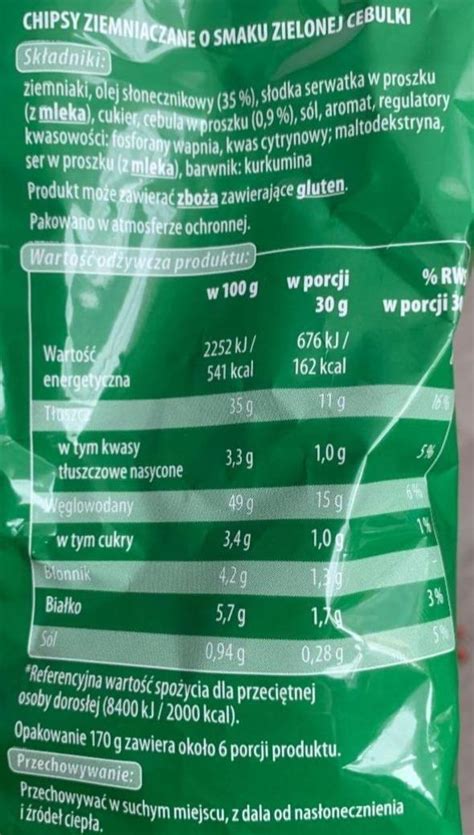 CHIPSY ZIEMNIACZANE O SMAKU ZIELONEJ CEBULKI
Składniki:
ziemniaki, olej słonecznikowy (35 %), słodka serwatka w proszku
(z mleka), cukier, cebula w proszku (0,9 %), sól, aromat, regulatory
kwasowości: fosforany wapnia, kwas cytrynowy; maltodekstryna,
ser w proszku (z mleka), barwnik: kurkumina
Produkt może zawierać zboża zawierające gluten.
Pakowano w atmosferze ochronnej.
Wartość odżywcza produktu:
w 100 g w porcji % RW
30 g w porcji 3
Wartość 2252 kJ / 676 kJ /
energetyczna 541 kcal 162 kcal
Tłuszcz 35 g 11 g 16%
w tym kwasy
tłuszczowe nasycone 3,3 g 1,0 g 5%
Węglowodany 49 g 15 g 6%
w tym cukry 3,4 g 1,0 g 1%
Błonnik 4,2 g 1,3 g -
Białko 5,7 g 1,7 g 3%
Sól 0,94 g 0,28 g 5%
*Referencyjna wartość spożycia dla przeciętnej
osoby dorosłej (8400 kJ / 2000 kcal).
Opakowanie 170 g zawiera około 6 porcji produktu.
Przechowywanie:
Przechowywać w suchym miejscu, z dala od nasłonecznienia
i źródeł ciepła.